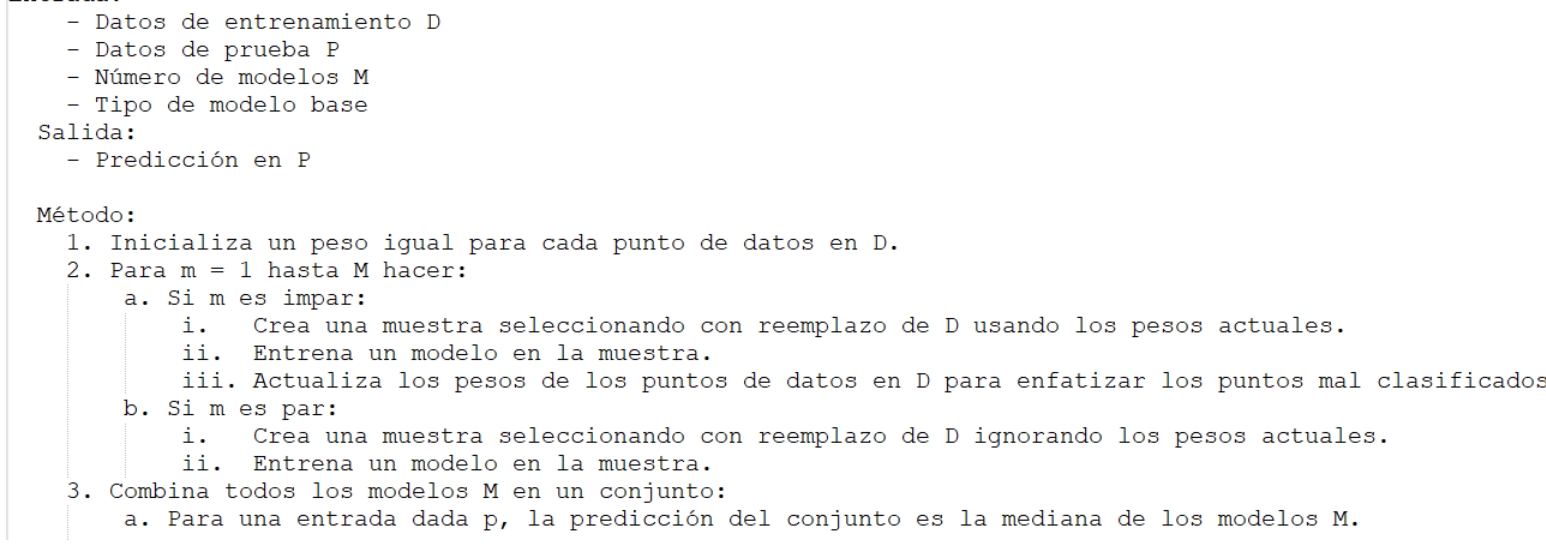 - Datos de entrenamiento D
- Datos de prueba P
- Número de modelos M
- Tipo de modelo base
Salida:
- Predicción en P
Método:
1. Inicializa un peso igual para cada punto de datos en D.
2. Para m = 1 hasta M hacer:
a. Si m es impar:
i. Crea una muestra seleccionando con reemplazo de D usando los pesos actuales.
ii. Entrena un modelo en la muestra.
iii. Actualiza los pesos de los puntos de datos en D para enfatizar los puntos mal clasificados
b. Si m es par:
i. Crea una muestra seleccionando con reemplazo de D ignorando los pesos actuales.
ii. Entrena un modelo en la muestra.
3. Combina todos los modelos M en un conjunto:
a. Para una entrada dada p, la predicción del conjunto es la mediana de los modelos M.